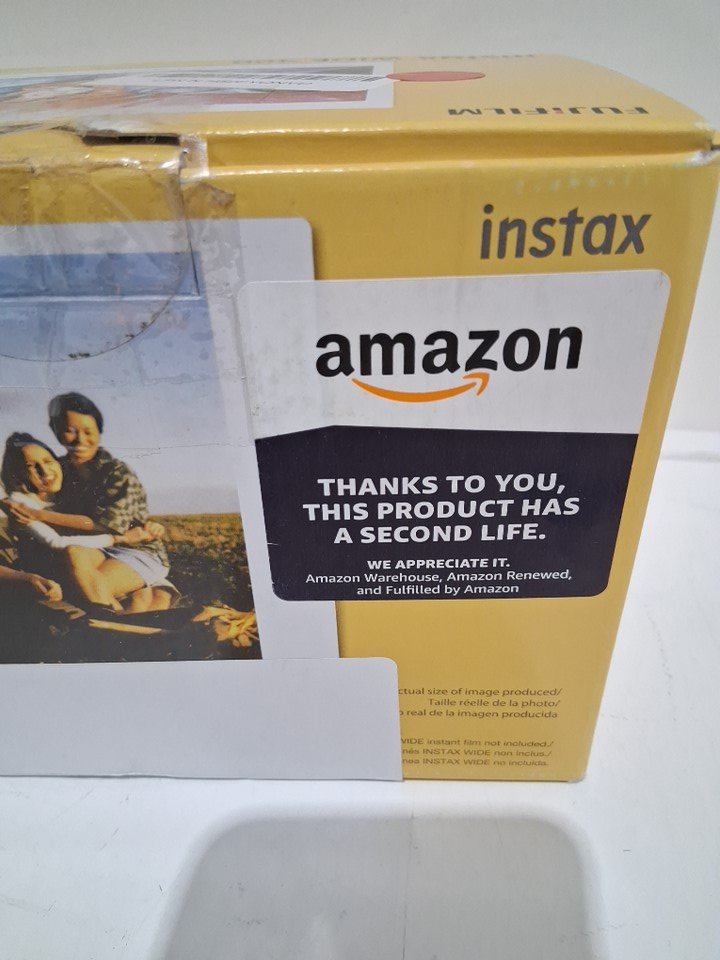 FUJIFILM
instax
amazon
THANKS TO YOU,
THIS PRODUCT HAS
A SECOND LIFE.
WE APPRECIATE IT.
Amazon Warehouse, Amazon Renewed,
and Fulfilled by Amazon
ctual size of image produced/
Taille réelle de la photo/
o real de la imagen producida
WIDE instant film not included./
nés INSTAX WIDE non inclus./
nea INSTAX WIDE no incluida.